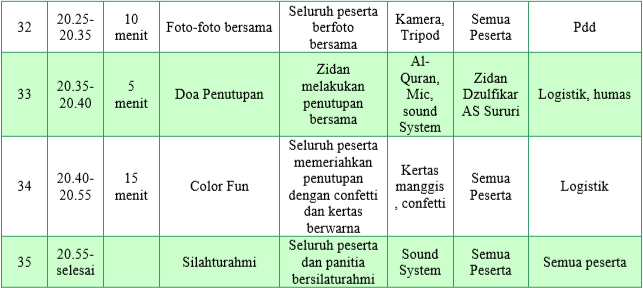 32 20.25-20.35 10 menit Foto-foto bersama Seluruh peserta berfoto bersama Kamera, Tripod Semua Peserta Pdd
33 20.35-20.40 5 menit Doa Penutupan Zidan melakukan penutupan bersama Al-Quran, Mic, sound System Zidan Dzulfikar AS Sururi Logistik, humas
34 20.40-20.55 15 menit Color Fun Seluruh peserta memeriahkan penutupan dengan confetti dan kertas berwarna Kertas manggis , confetti Semua Peserta Logistik
35 20.55-selesai Silahturahmi Seluruh peserta dan panitia bersilaturahmi Sound System Semua Peserta Semua peserta